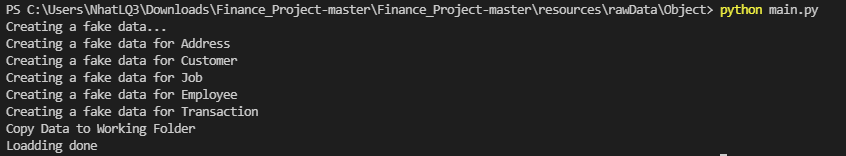 PS C:\Users\NhatLQ3\Downloads\Finance_Project-master\Finance_Project-master\resources\rawData\Object> python main.py
Creating a fake data...
Creating a fake data for Address
Creating a fake data for Customer
Creating a fake data for Job
Creating a fake data for Employee
Creating a fake data for Transaction
Copy Data to Working Folder
Loadding done